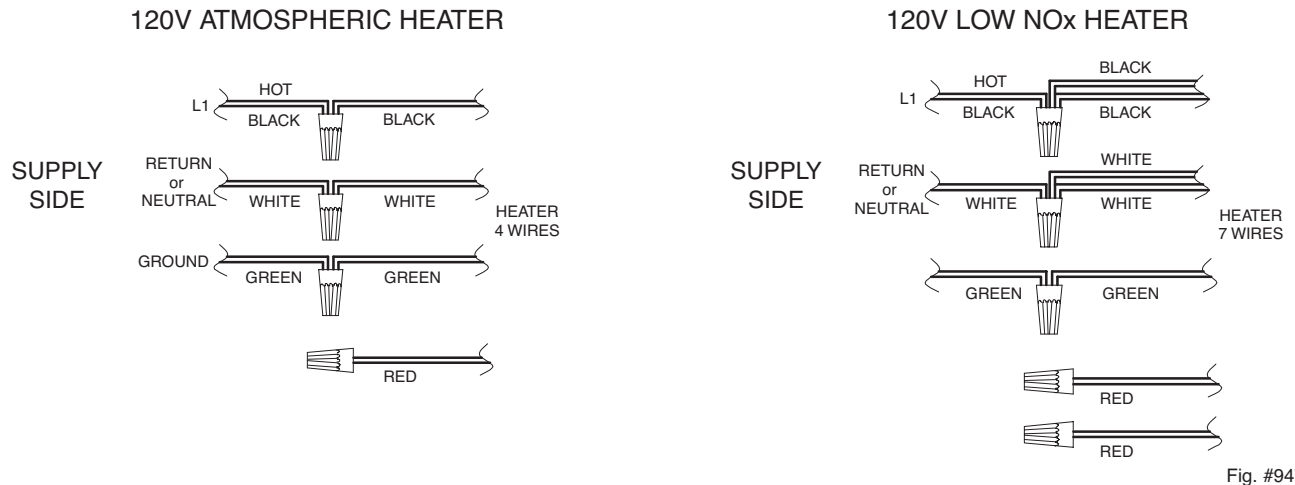 120V ATMOSPHERIC HEATER
HOT
L1
BLACK
BLACK
SUPPLY
SIDE
RETURN
or
NEUTRAL
WHITE
WHITE
HEATER
4 WIRES
GROUND
GREEN
GREEN
RED
120V LOW NOx HEATER
BLACK
HOT
L1
BLACK
BLACK
SUPPLY
SIDE
WHITE
RETURN
or
NEUTRAL
WHITE
WHITE
HEATER
7 WIRES
GREEN
GREEN
RED
RED
Fig. #94